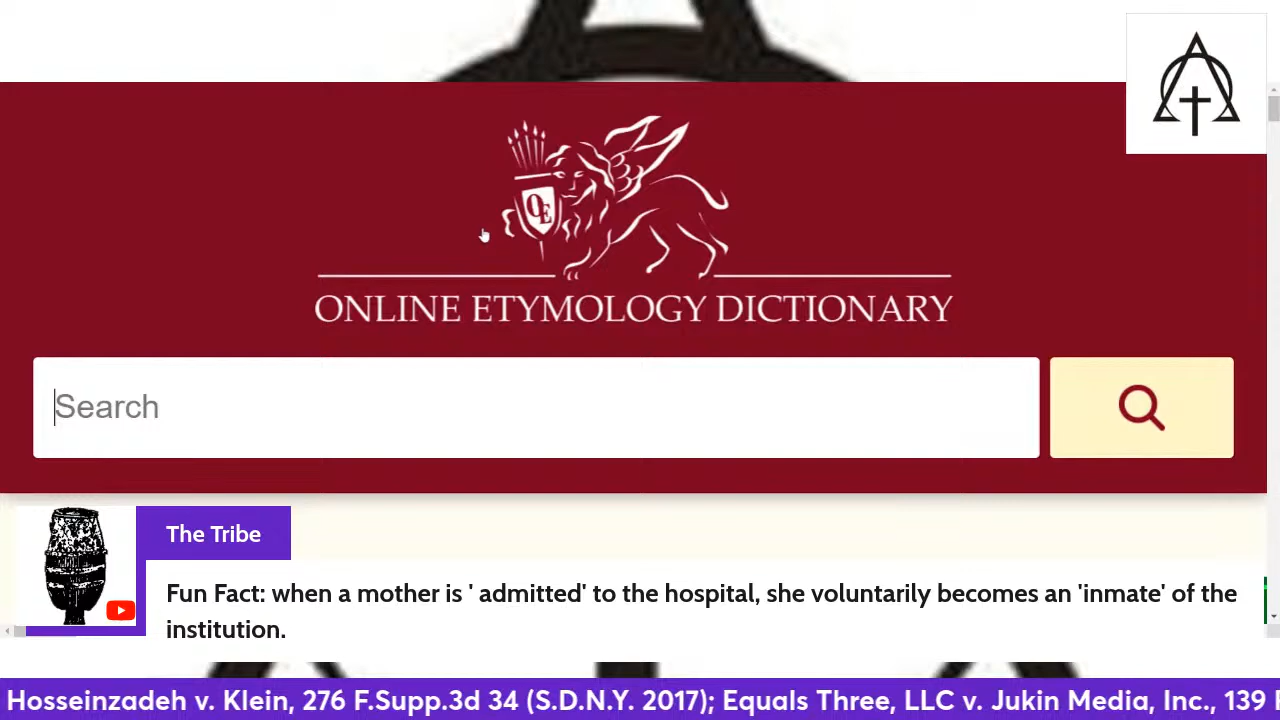 OE
ONLINE ETYMOLOGY DICTIONARY
Search
The Tribe
Fun Fact: when a mother is ' admitted' to the hospital, she voluntarily becomes an 'inmate' of the
institution.
Hosseinzadeh v. Klein, 276 F.Supp.3d 34 (S.D.N.Y. 2017); Equals Three, LLC v. Jukin Media, Inc., 139